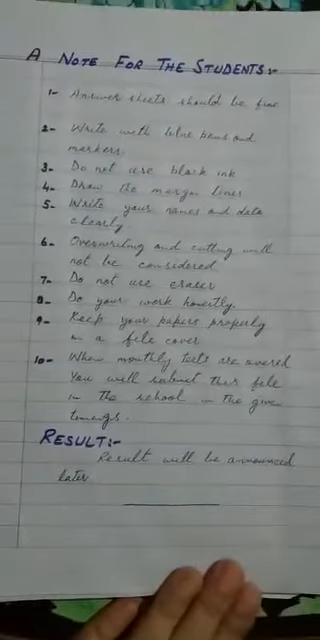 A NOTE FOR THE STUDENTS:-
1- Answer sheets should be fine
2- Write with blue pens and
markers.
3- Do not use black ink
4- Draw the margin lines
5- Write your names and data
clearly.
6- Overwriting and cutting will
not be considered
7- Do not use eraser
8- Do your work honestly.
9- Keep your papers properly
in a file cover
10- When monthly tests are overed
You will submit this file
in the school in the given
timings.
RESULT:-
Result will be announced
later